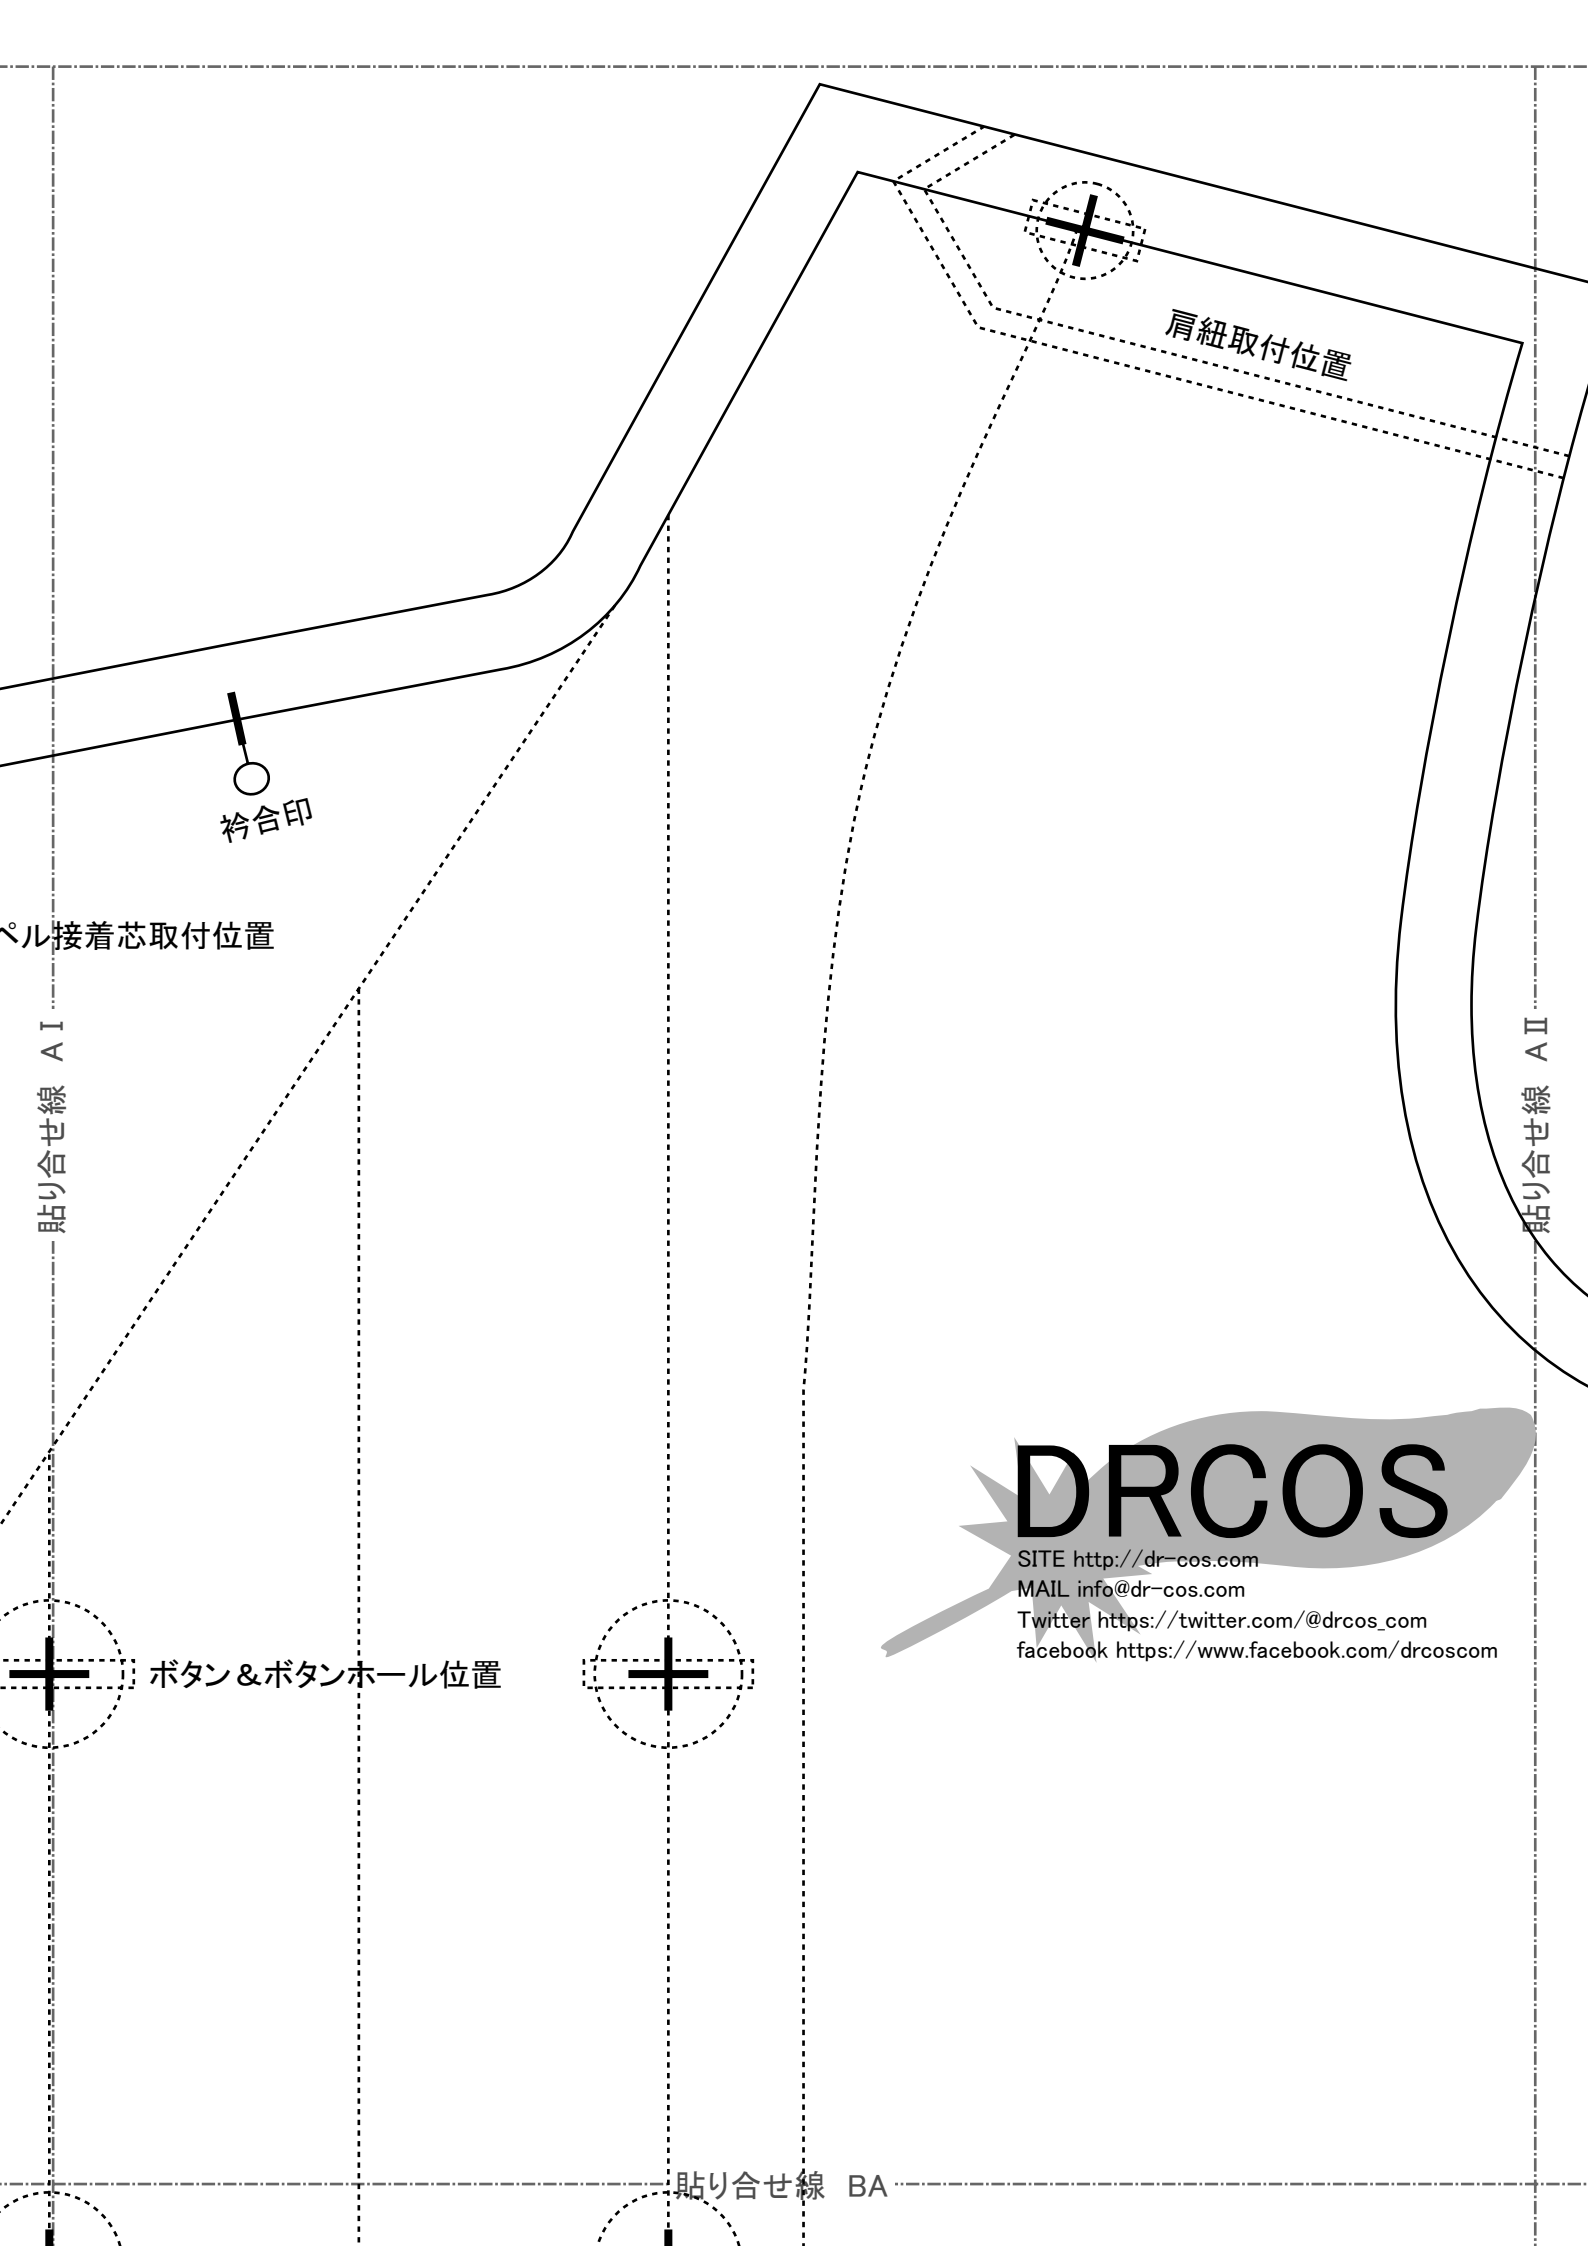 肩紐取付位置
衿合印
ペル接着芯取付位置
貼り合せ線 AⅠ
貼り合せ線 AⅡ
DRCOS
SITE http://dr-cos.com
MAIL info@dr-cos.com
Twitter https://twitter.com/@drcos_com
facebook https://www.facebook.com/drcoscom
ボタン＆ボタンホール位置
貼り合せ線 BA